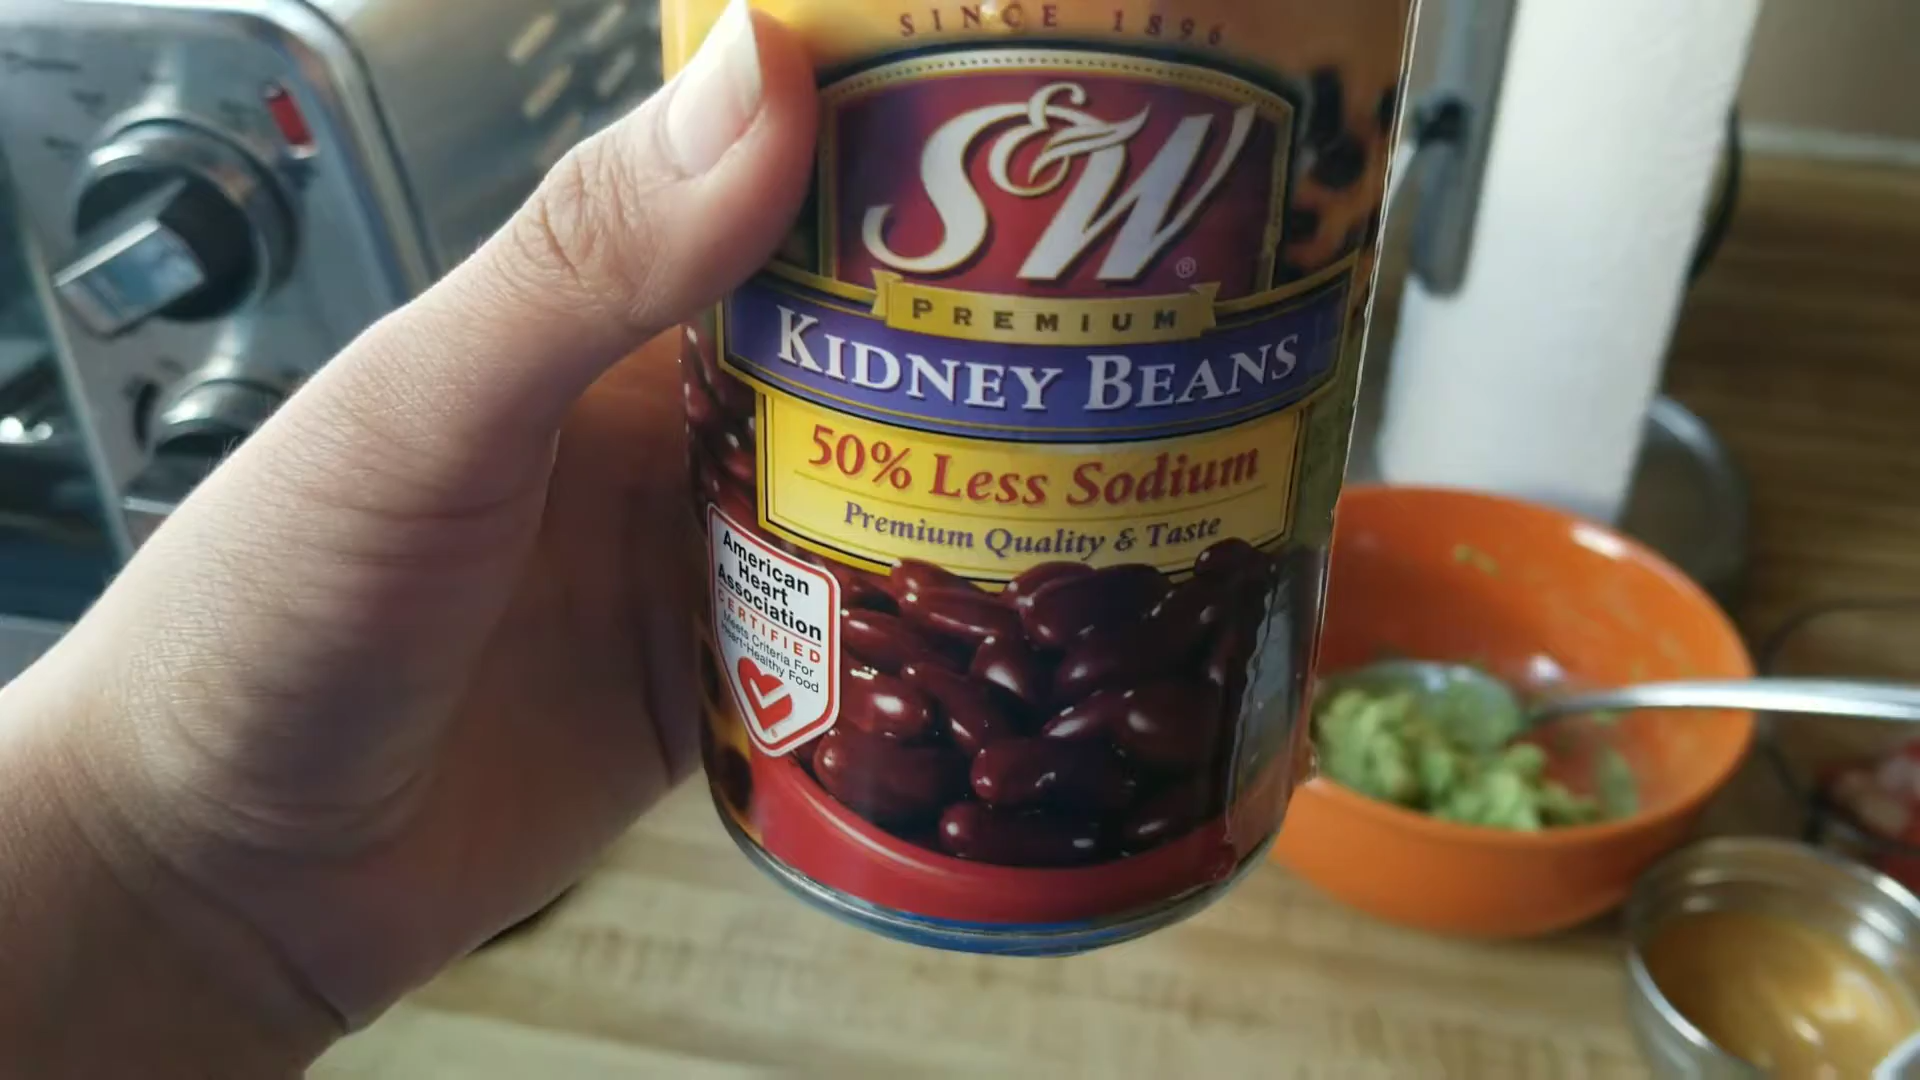 SINCE 1896
S&W®
PREMIUM
KIDNEY BEANS
50% Less Sodium
Premium Quality & Taste
American
Heart
Association
CERTIFIED
Meets Criteria For
Heart-Healthy Food